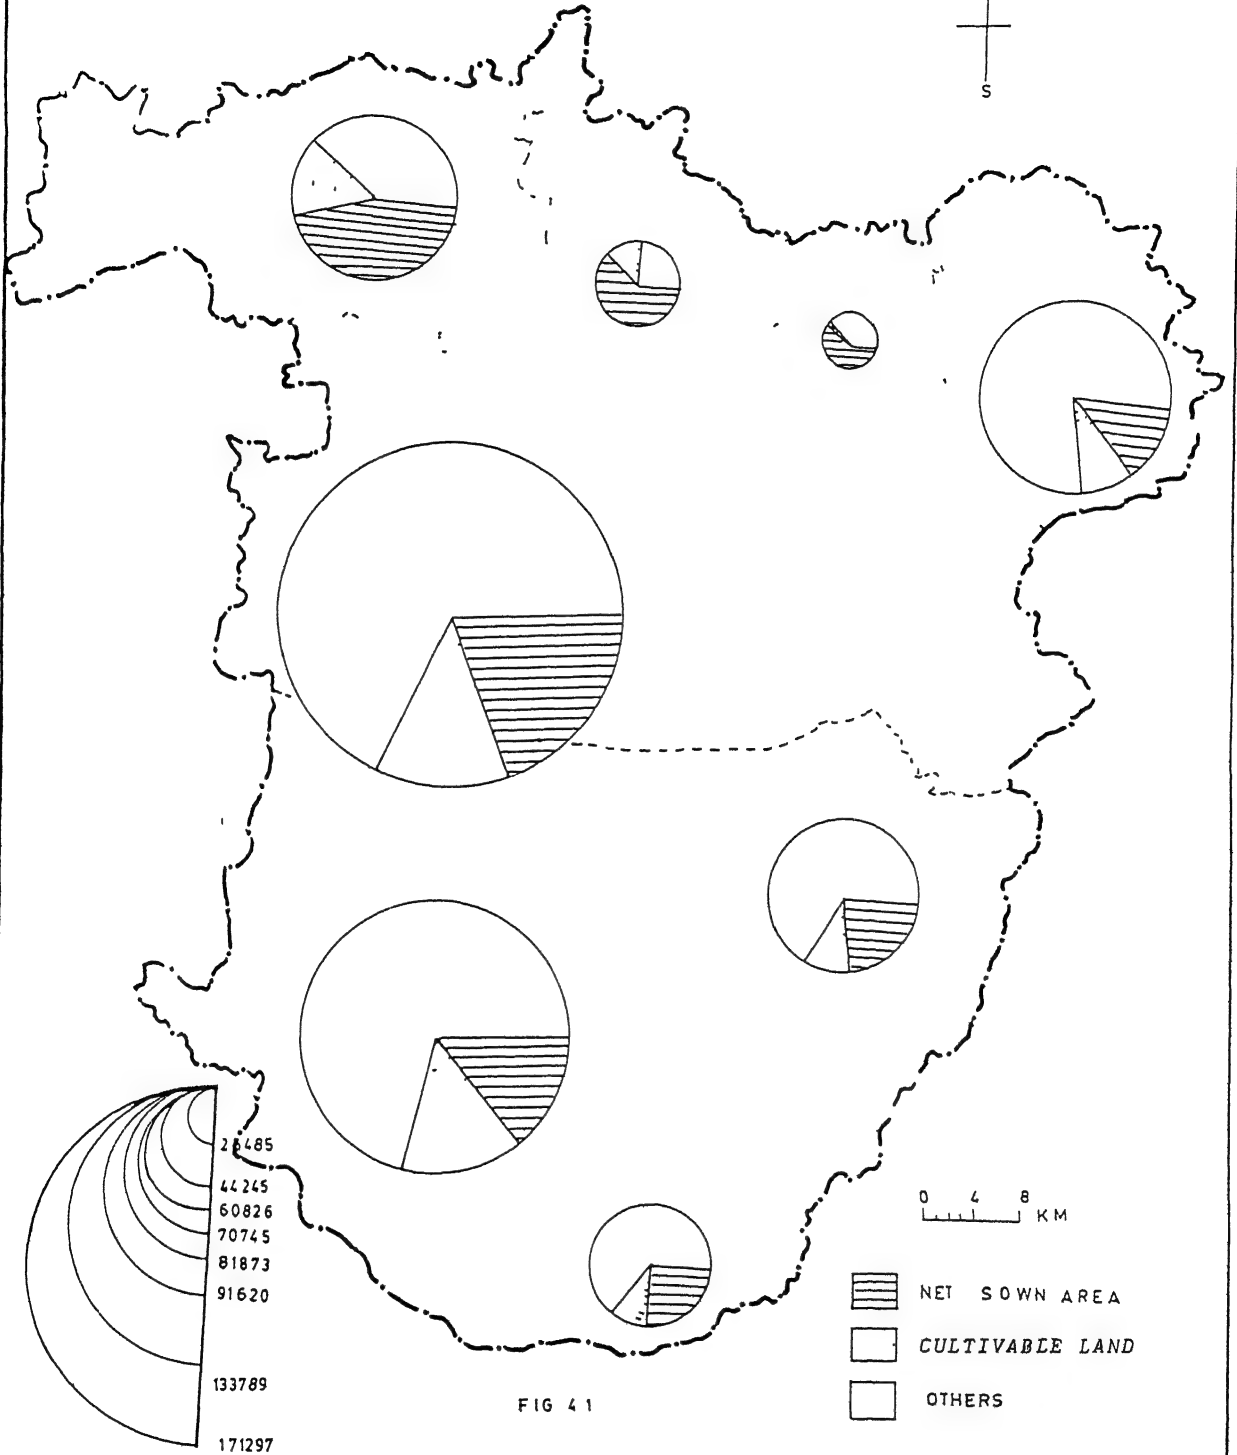 S
44245
60826
70745
81873
91620
133789
171297
0 4 8
KM
NET SOWN AREA
CULTIVABLE LAND
OTHERS
FIG 41